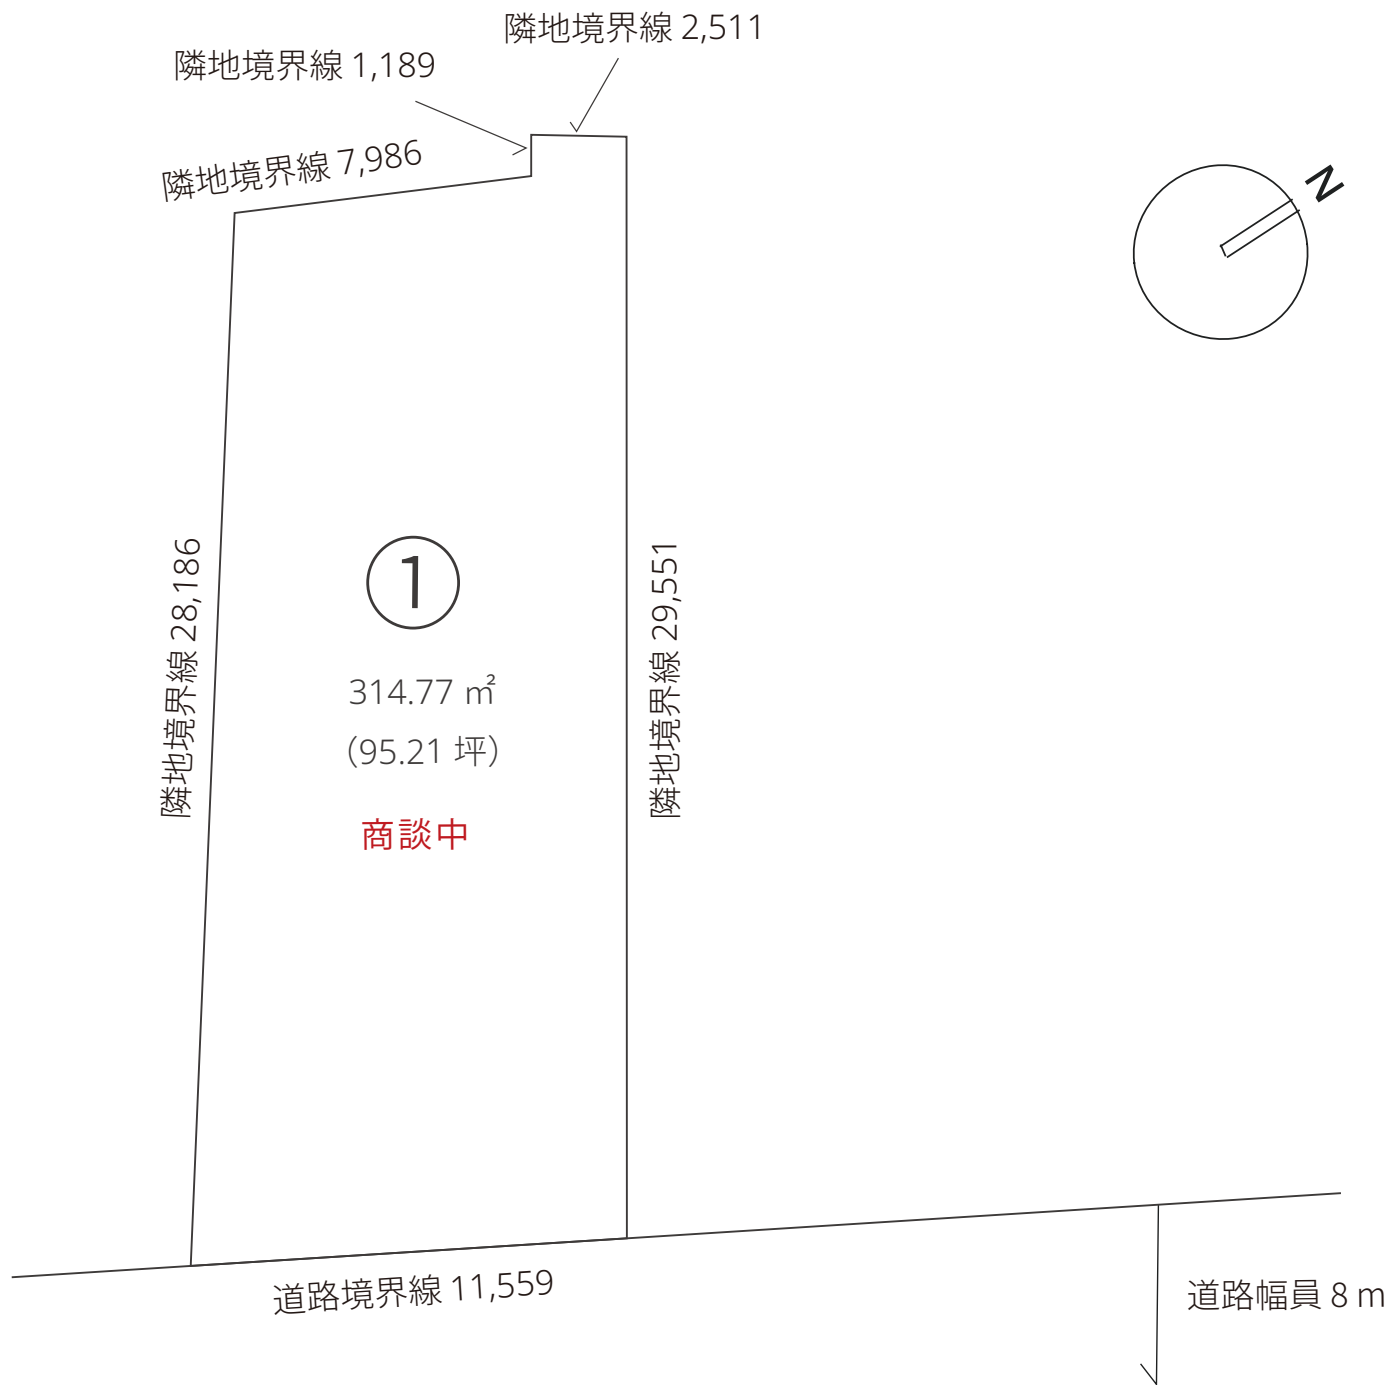 隣地境界線 2,511
隣地境界線 1,189
隣地境界線 7,986
N
隣地境界線 28,186
1
314.77 ㎡
（95.21 坪）
商談中
隣地境界線 29,551
道路境界線 11,559
道路幅員 8 m